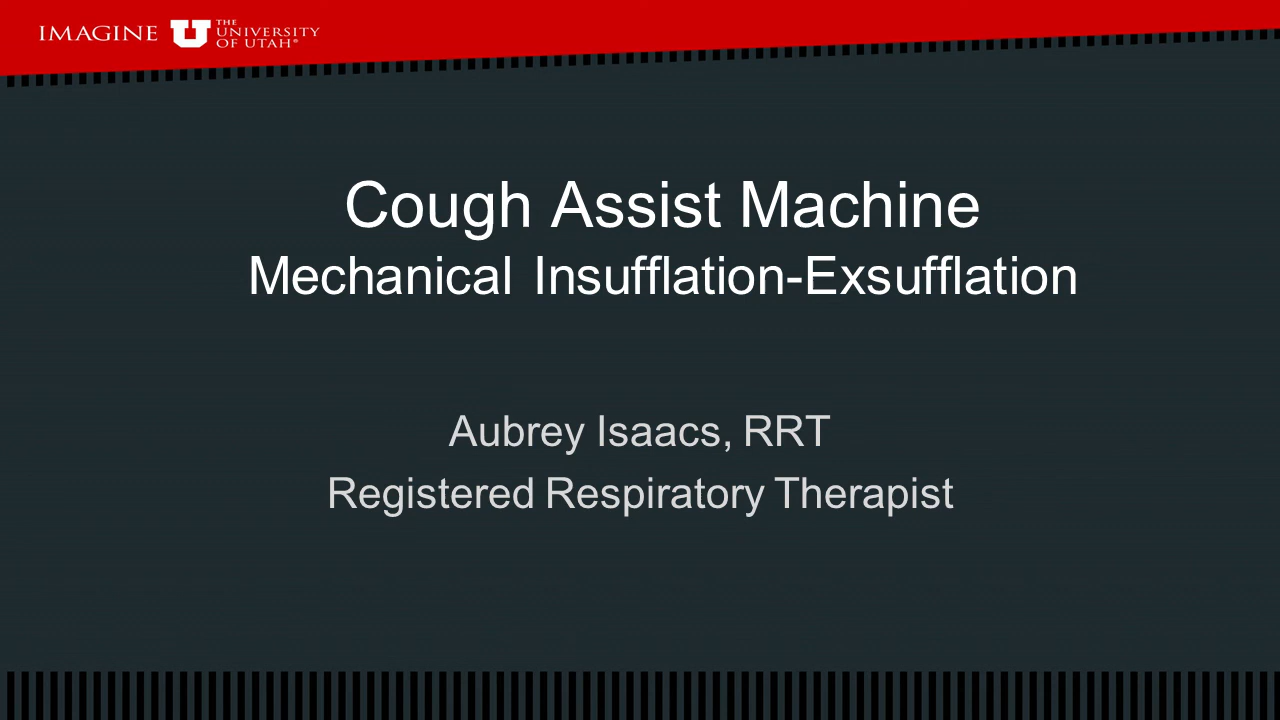 IMAGINE
THE
UNIVERSITY
OF UTAH®
Cough Assist Machine
Mechanical Insufflation-Exsufflation
Aubrey Isaacs, RRT
Registered Respiratory Therapist